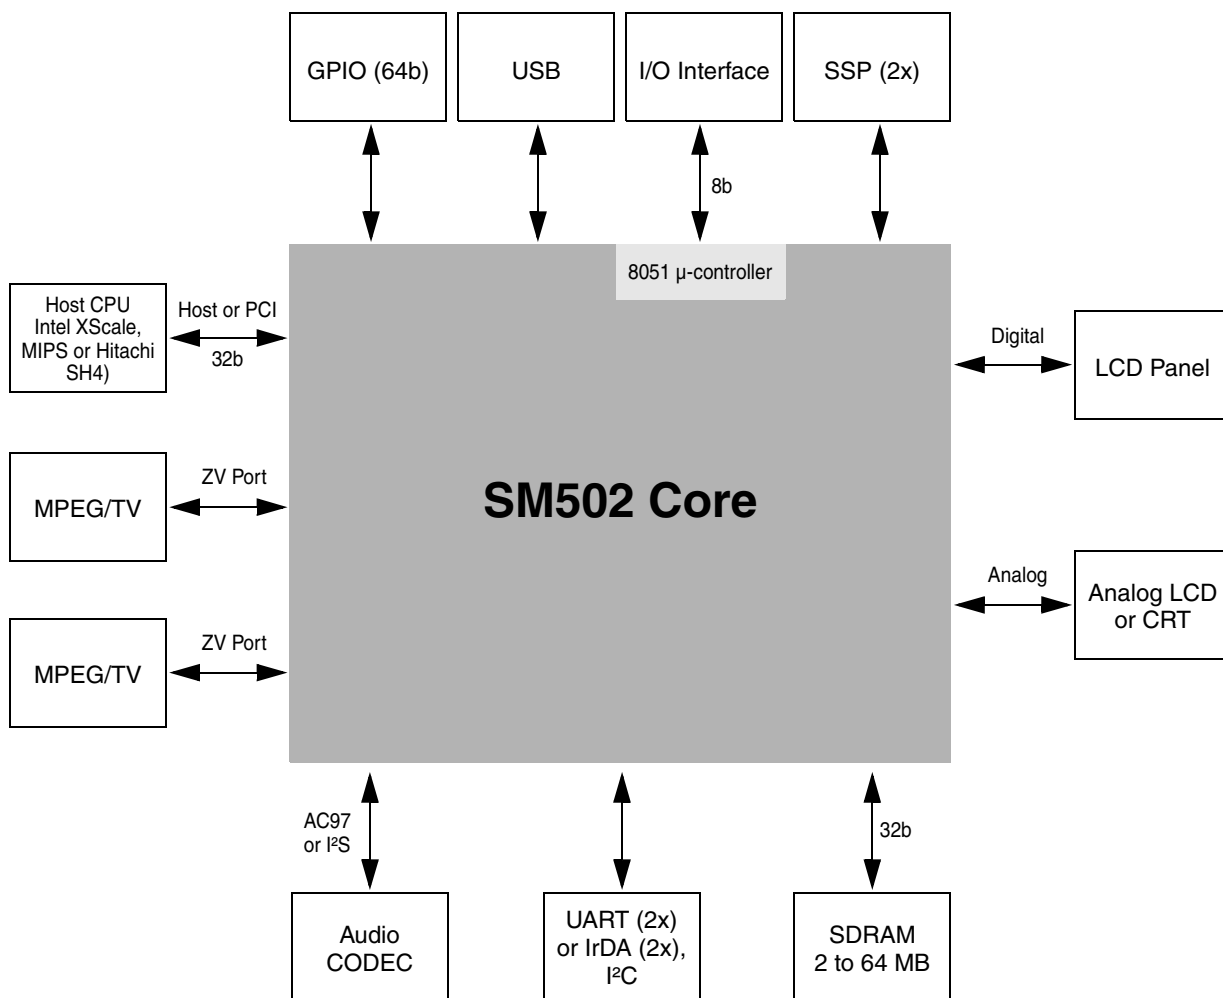 GPIO (64b)
USB
I/O Interface
SSP (2x)
8b
8051 µ-controller
Host CPU
Intel XScale,
MIPS or Hitachi
SH4)
Host or PCI
32b
Digital
LCD Panel
MPEG/TV
ZV Port
SM502 Core
Analog
Analog LCD
or CRT
MPEG/TV
ZV Port
AC97
or I²S
32b
Audio
CODEC
UART (2x)
or IrDA (2x),
I²C
SDRAM
2 to 64 MB